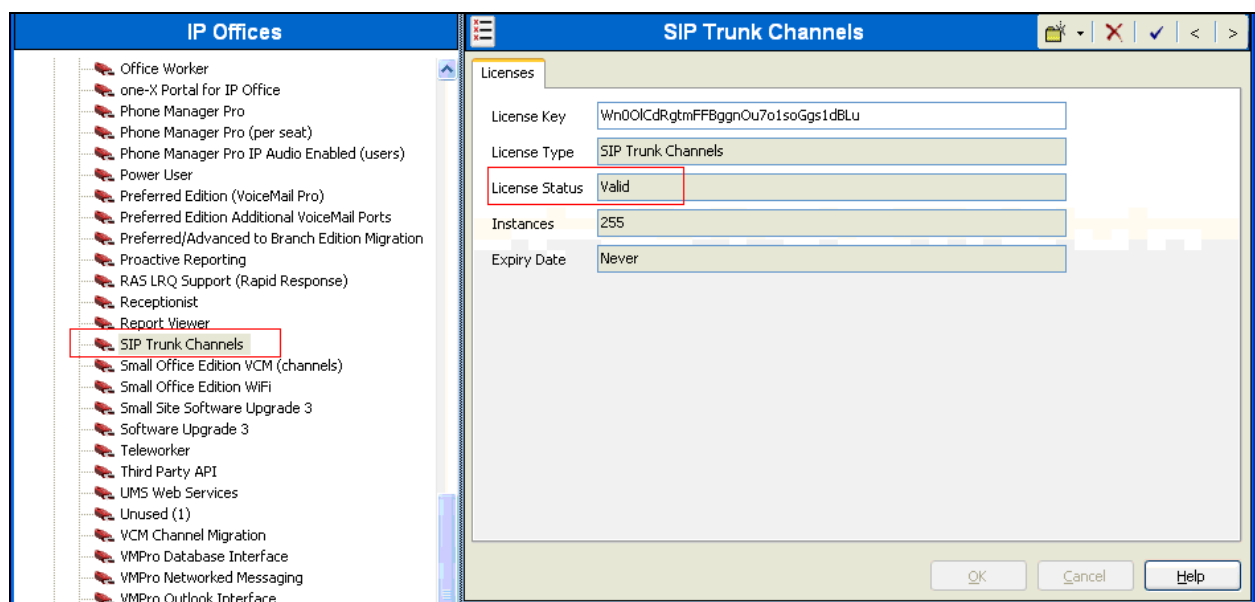 IP Offices
Office Worker
one-X Portal for IP Office
Phone Manager Pro
Phone Manager Pro (per seat)
Phone Manager Pro IP Audio Enabled (users)
Power User
Preferred Edition (VoiceMail Pro)
Preferred Edition Additional VoiceMail Ports
Preferred/Advanced to Branch Edition Migration
Proactive Reporting
RAS LRQ Support (Rapid Response)
Receptionist
Report Viewer
SIP Trunk Channels
Small Office Edition VCM (channels)
Small Office Edition WiFi
Small Site Software Upgrade 3
Software Upgrade 3
Teleworker
Third Party API
UMS Web Services
Unused (1)
VCM Channel Migration
VMPro Database Interface
VMPro Networked Messaging
VMPro Outlook Interface
SIP Trunk Channels
Licenses
License Key Wn0OlCdRgtmFFBggnOu7o1soGgs1dBLu
License Type SIP Trunk Channels
License Status Valid
Instances 255
Expiry Date Never
OK Cancel Help